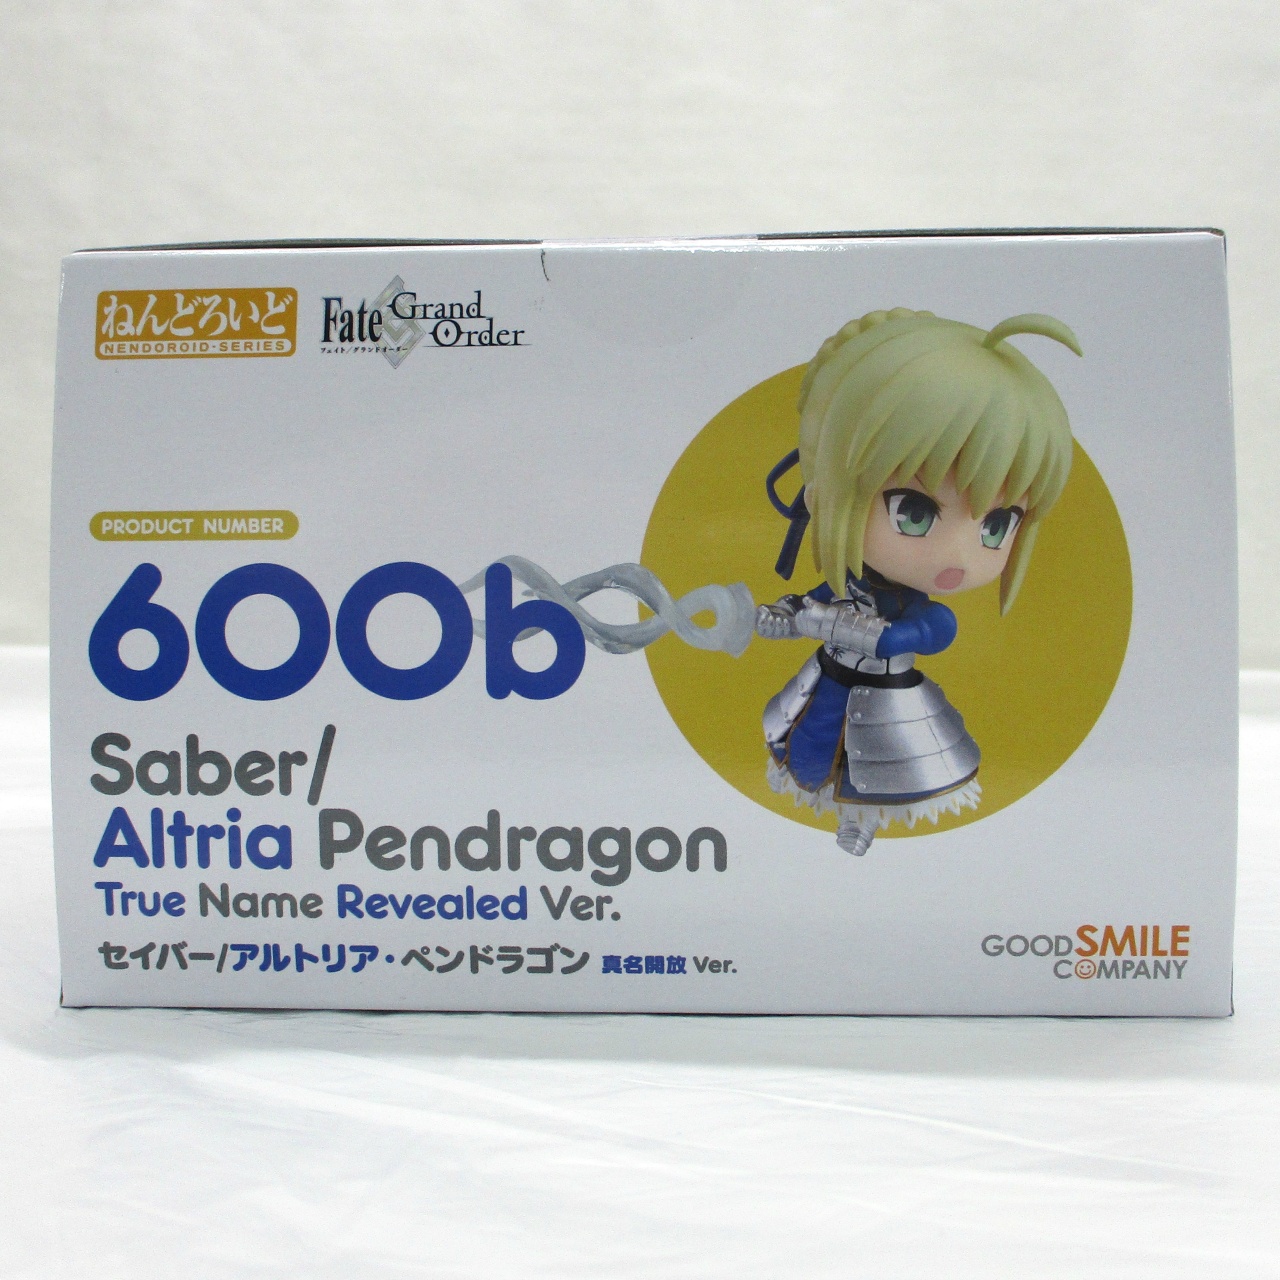 ねんどろいど
NENDOROID·SERIES
Fate Grand Order
フェイト/グランドオーダー
PRODUCT NUMBER
600b
Saber/
Altria Pendragon
True Name Revealed Ver.
セイバー/アルトリア・ペンドラゴン 真名開放 Ver.
GOOD SMILE
COMPANY